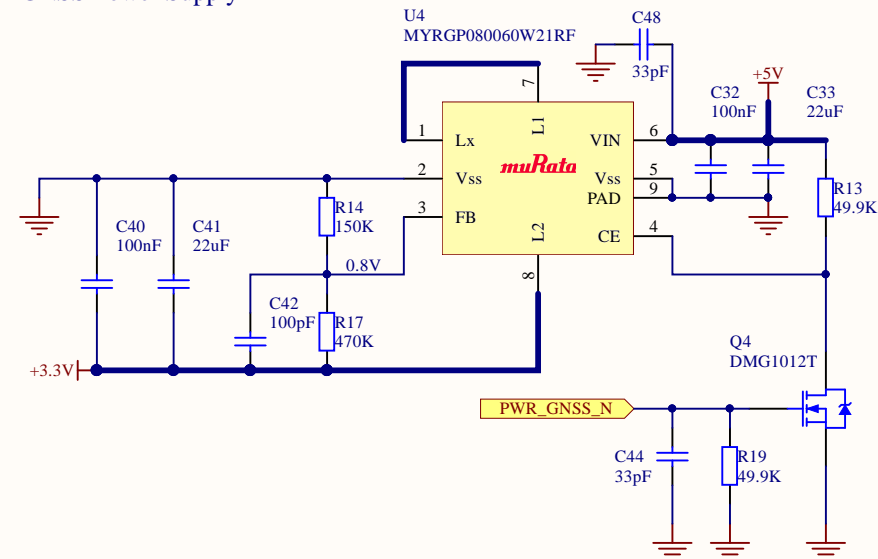 U4
MYRGP080060W21RF
C48
33pF
+5V
C32
100nF
C33
22uF
7
L1
1
Lx
VIN
6
muRata
2
Vss
Vss
5
PAD
9
3
FB
CE
4
L2
8
R13
49.9K
R14
150K
C40
100nF
C41
22uF
0.8V
C42
100pF
R17
470K
+3.3V
Q4
DMG1012T
PWR_GNSS_N
C44
33pF
R19
49.9K